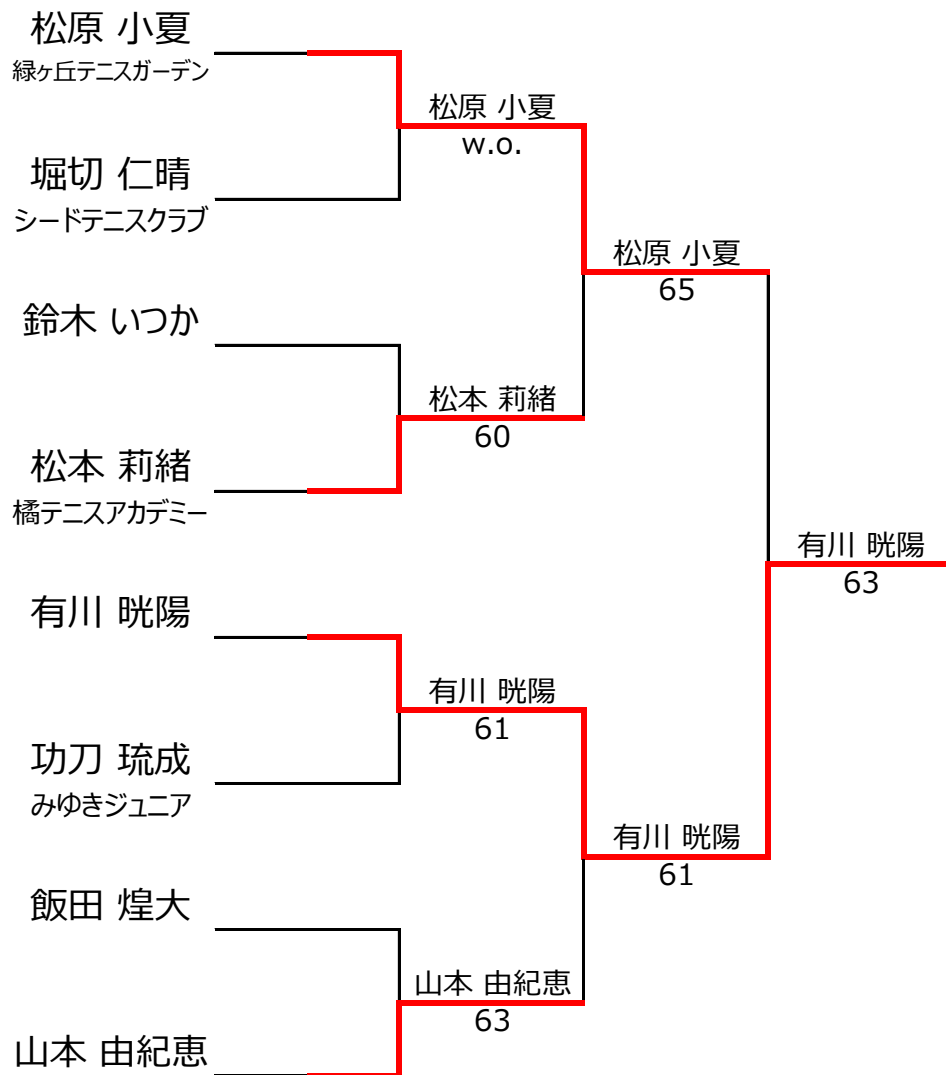 松原 小夏
緑ヶ丘テニスガーデン
松原 小夏
w.o.
堀切 仁晴
シードテニスクラブ
松原 小夏
65
鈴木 いつか
松本 莉緒
60
松本 莉緒
橘テニスアカデミー
有川 晄陽
63
有川 晄陽
有川 晄陽
61
功刀 琉成
みゆきジュニア
有川 晄陽
61
飯田 煌大
山本 由紀恵
63
山本 由紀恵